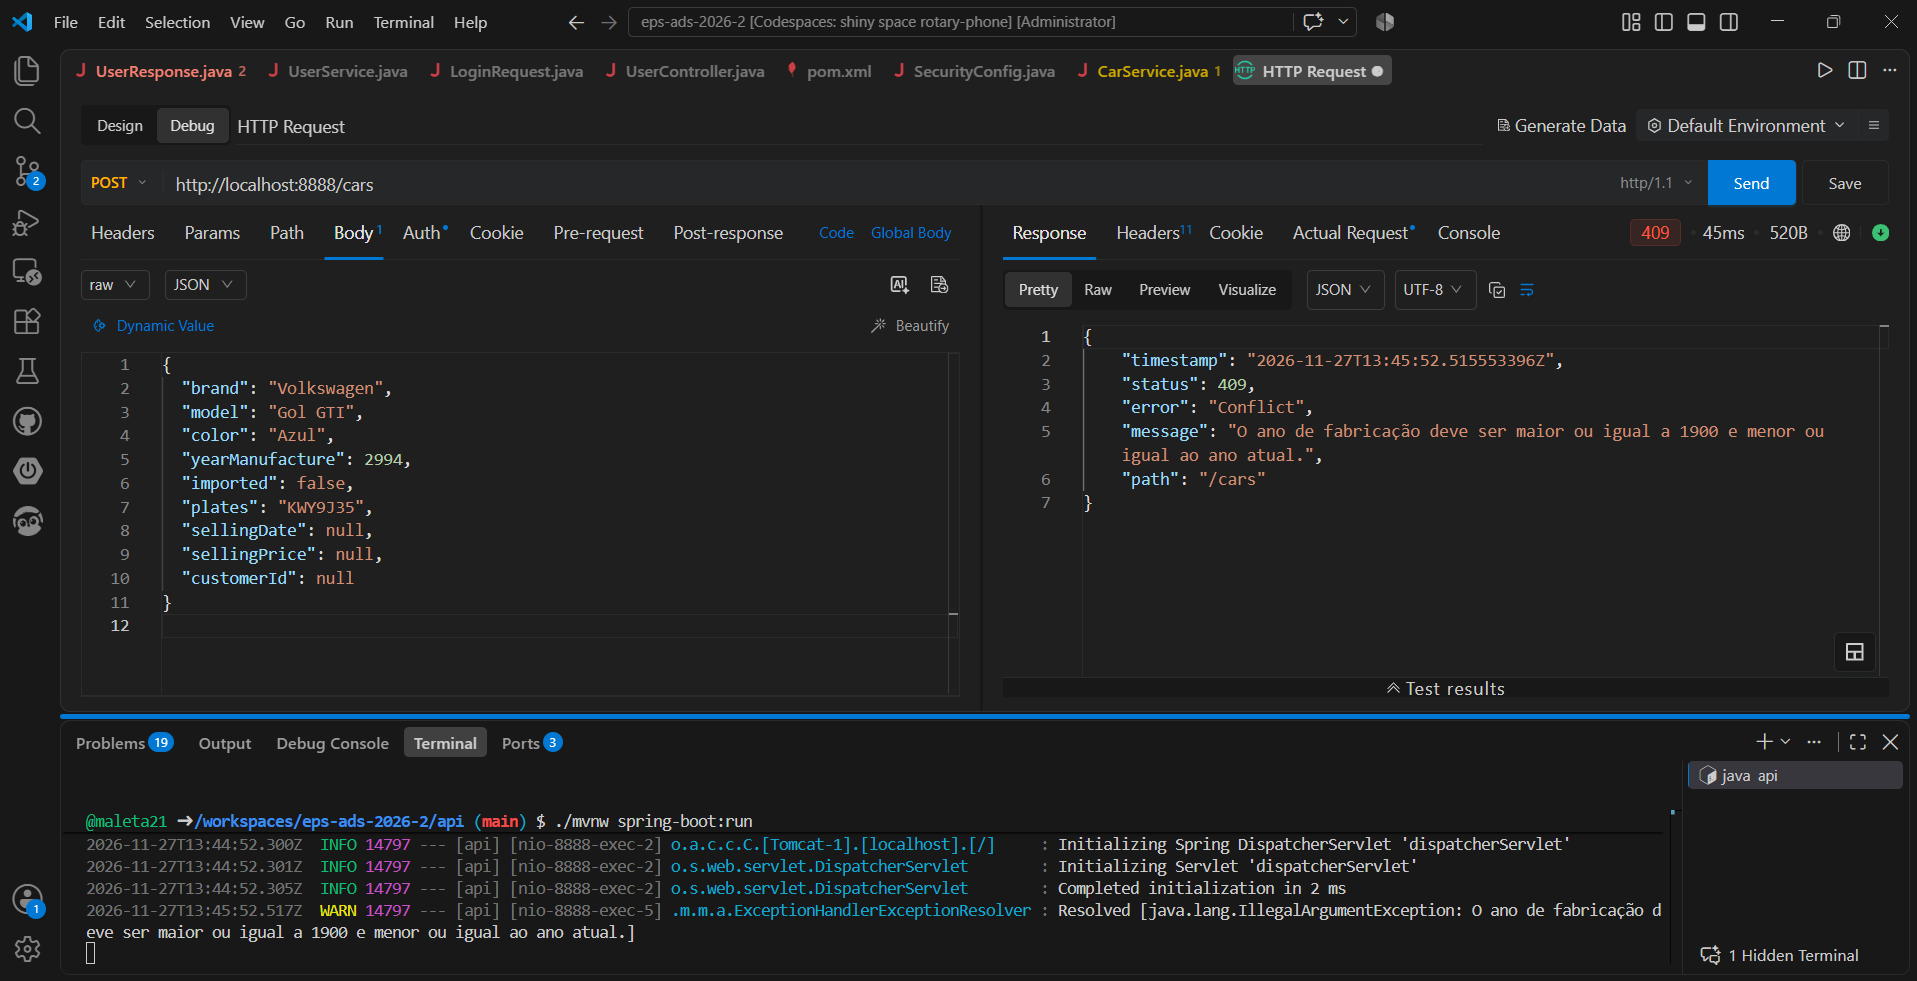 File Edit Selection View Go Run Terminal Help
eps-ads-2026-2 [Codespaces: shiny space rotary-phone] [Administrator]
UserResponse.java 2 UserService.java LoginRequest.java UserController.java pom.xml SecurityConfig.java CarService.java 1 HTTP HTTP Request
Design Debug HTTP Request
Generate Data Default Environment
POST http://localhost:8888/cars http/1.1 Send Save
2
Headers Params Path Body 1 Auth Cookie Pre-request Post-response Code Global Body
Response Headers 11 Cookie Actual Request Console 409 45ms 520B
raw JSON
AI
Pretty Raw Preview Visualize JSON UTF-8
Dynamic Value Beautify
1 {
2 "brand": "Volkswagen",
3 "model": "Gol GTI",
4 "color": "Azul",
5 "yearManufacture": 2994,
6 "imported": false,
7 "plates": "KWY9J35",
8 "sellingDate": null,
9 "sellingPrice": null,
10 "customerId": null
11 }
12
1 {
2 "timestamp": "2026-11-27T13:45:52.515553396Z",
3 "status": 409,
4 "error": "Conflict",
5 "message": "O ano de fabricação deve ser maior ou igual a 1900 e menor ou
igual ao ano atual.",
6 "path": "/cars"
7 }
Test results
Problems 19 Output Debug Console Terminal Ports 3
java api
@maleta21 ➜/workspaces/eps-ads-2026-2/api (main) $ ./mvnw spring-boot:run
2026-11-27T13:44:52.300Z INFO 14797 --- [api] [nio-8888-exec-2] o.a.c.c.C.[Tomcat-1].[localhost].[/] : Initializing Spring DispatcherServlet 'dispatcherServlet'
2026-11-27T13:44:52.301Z INFO 14797 --- [api] [nio-8888-exec-2] o.s.web.servlet.DispatcherServlet : Initializing Servlet 'dispatcherServlet'
2026-11-27T13:44:52.305Z INFO 14797 --- [api] [nio-8888-exec-2] o.s.web.servlet.DispatcherServlet : Completed initialization in 2 ms
2026-11-27T13:45:52.517Z WARN 14797 --- [api] [nio-8888-exec-5] .m.m.a.ExceptionHandlerExceptionResolver : Resolved [java.lang.IllegalArgumentException: O ano de fabricação d
eve ser maior ou igual a 1900 e menor ou igual ao ano atual.]
1
1 Hidden Terminal